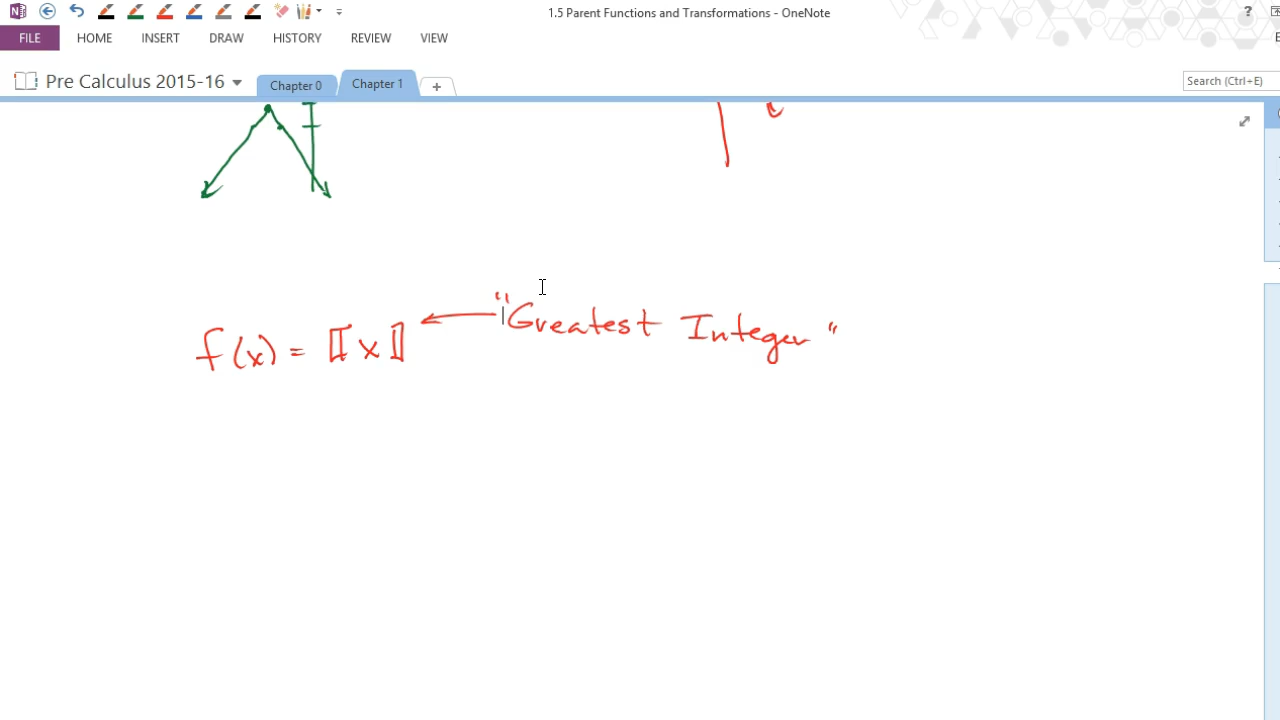 1.5 Parent Functions and Transformations - OneNote
?
FILE HOME INSERT DRAW HISTORY REVIEW VIEW
Pre Calculus 2015-16 Chapter 0 Chapter 1 +
Search (Ctrl+E)
"Greatest Integer"
f(x) = ⟦x⟧